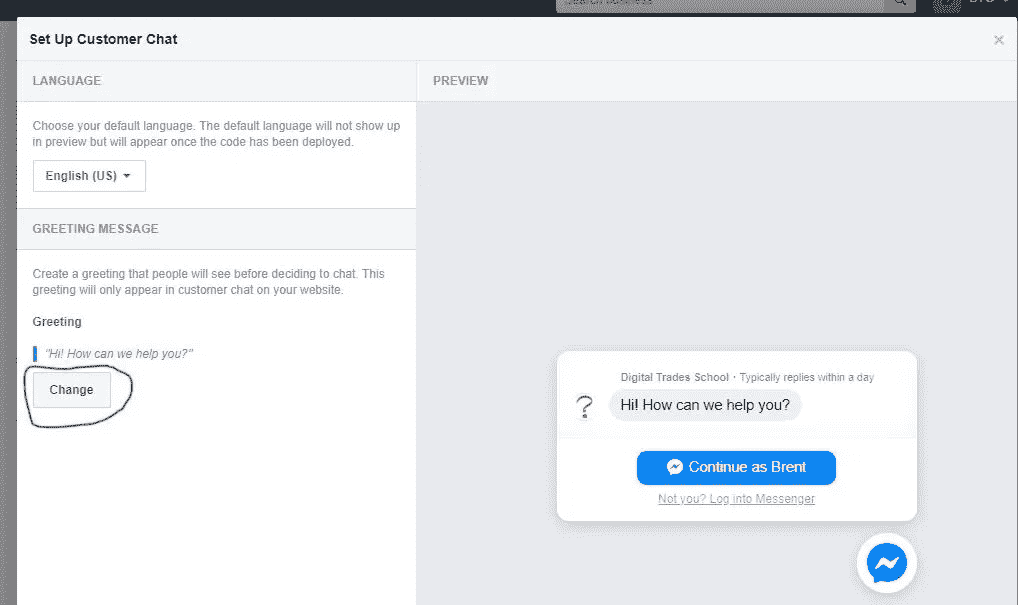 Set Up Customer Chat
LANGUAGE
PREVIEW
Choose your default language. The default language will not show up
in preview but will appear once the code has been deployed.
English (US)
GREETING MESSAGE
Create a greeting that people will see before deciding to chat. This
greeting will only appear in customer chat on your website.
Greeting
"Hi! How can we help you?"
Change
Digital Trades School · Typically replies within a day
Hi! How can we help you?
Continue as Brent
Not you? Log into Messenger